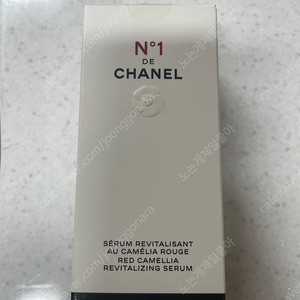 N°1
DE
CHANEL
SÉRUM REVITALISANT
AU CAMÉLIA ROUGE
RED CAMELLIA
REVITALIZING SERUM